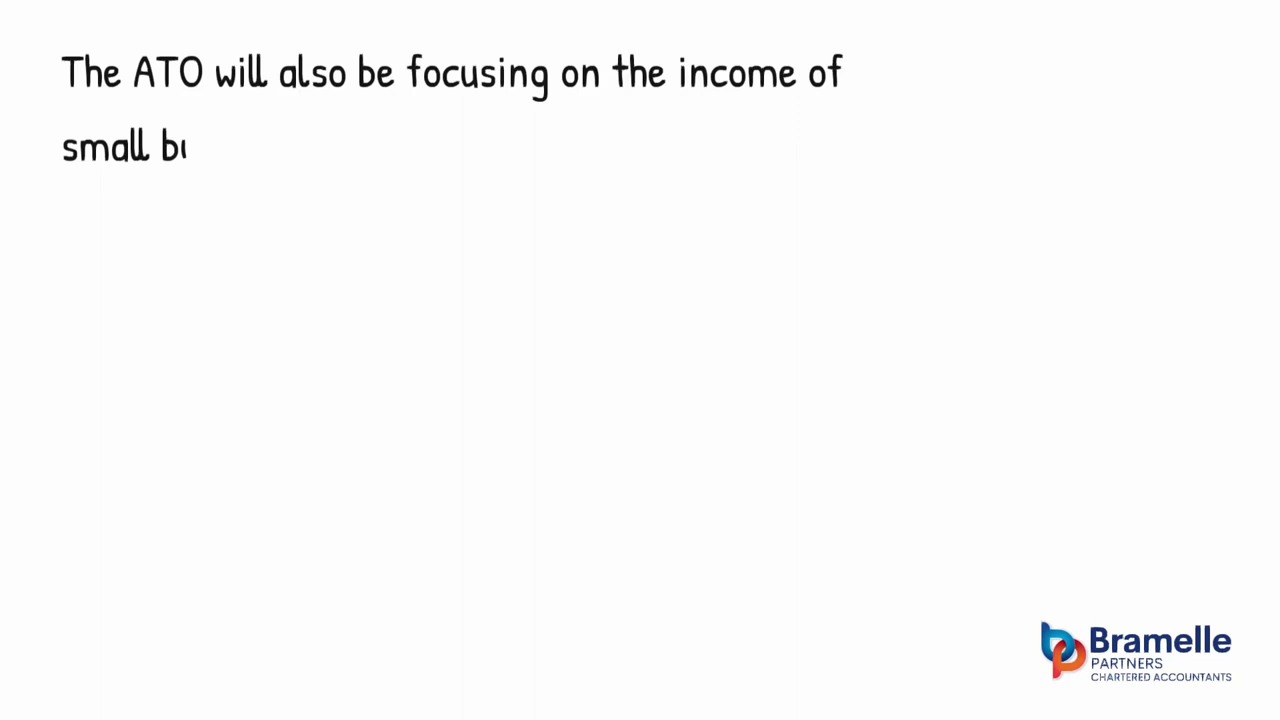 The ATO will also be focusing on the income of
small
Bramelle
PARTNERS
CHARTERED ACCOUNTANTS